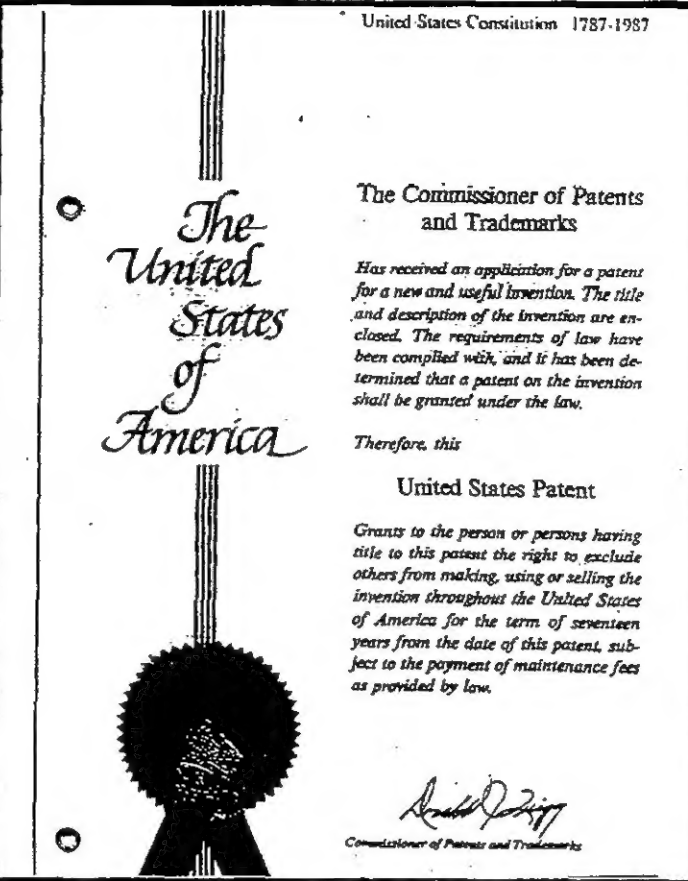 United States Constitution 1787-1987
The
United
States
of
America
The Commissioner of Patents
and Trademarks
Has received an application for a patent
for a new and useful invention. The title
and description of the invention are en-
closed. The requirements of law have
been complied with, and it has been de-
termined that a patent on the invention
shall be granted under the law.
Therefore, this
United States Patent
Grants to the person or persons having
title to this patent the right to exclude
others from making, using or selling the
invention throughout the United States
of America for the term of seventeen
years from the date of this patent, sub-
ject to the payment of maintenance fees
as provided by law.
Commissioner of Patents and Trademarks